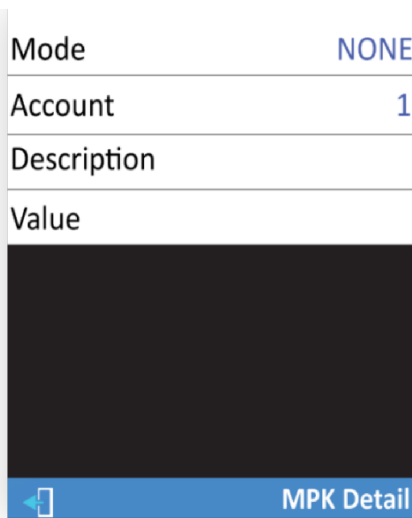 Mode NONE
Account 1
Description
Value
MPK Detail